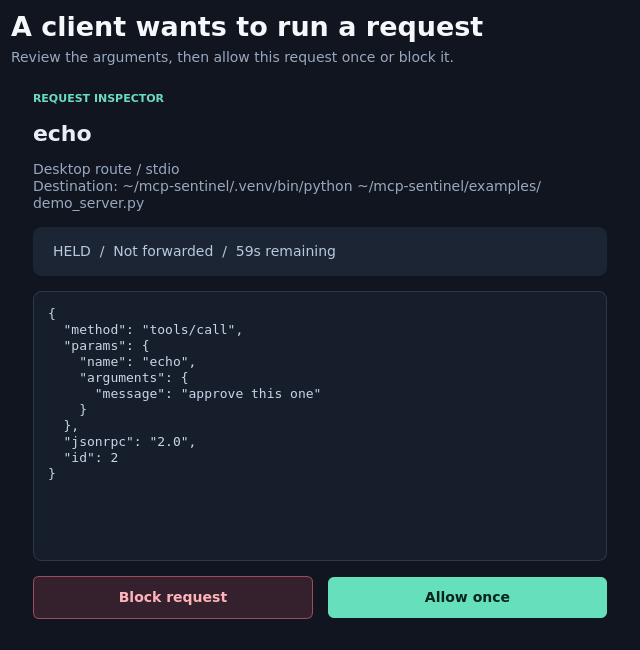 A client wants to run a request
Review the arguments, then allow this request once or block it.
REQUEST INSPECTOR
echo
Desktop route / stdio
Destination: ~/mcp-sentinel/.venv/bin/python ~/mcp-sentinel/examples/
demo_server.py
HELD / Not forwarded / 59s remaining
{
  "method": "tools/call",
  "params": {
    "name": "echo",
    "arguments": {
      "message": "approve this one"
    }
  },
  "jsonrpc": "2.0",
  "id": 2
}
Block request
Allow once